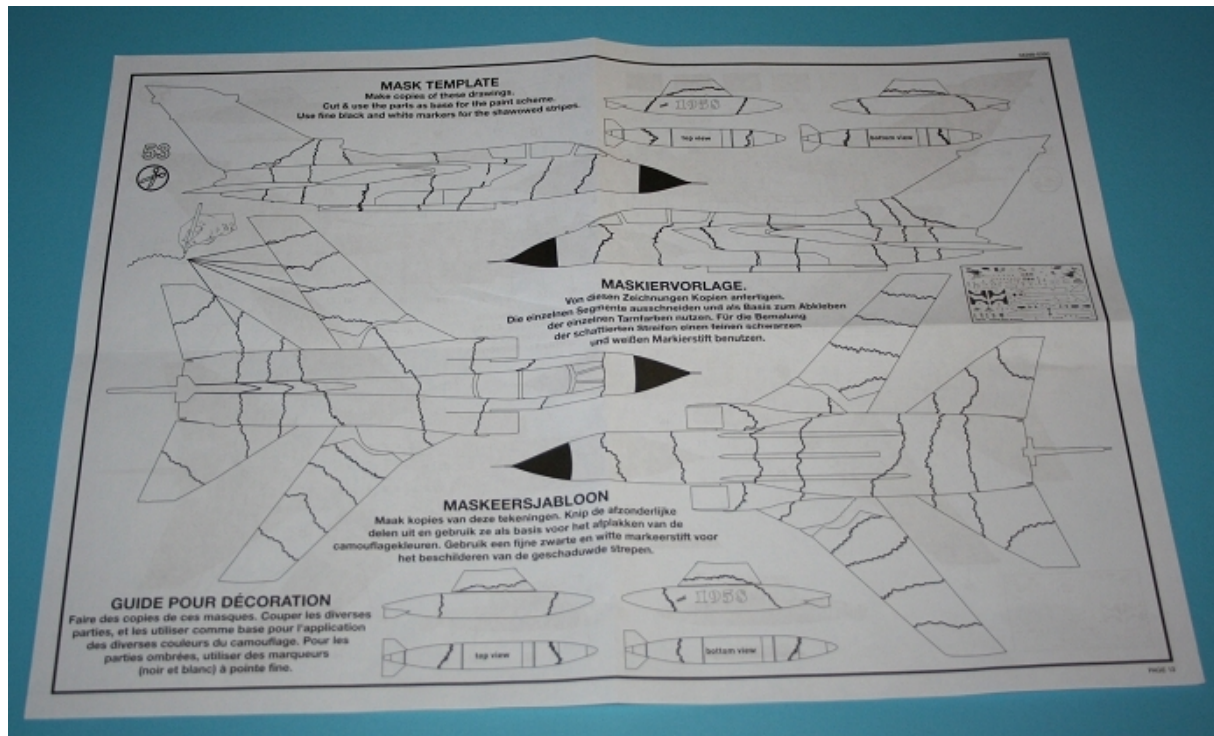 MASK TEMPLATE
Make copies of these drawings.
Cut & use the parts as base for the paint scheme.
Use fine black and white markers for the shawowed stripes.
1958
top view
bottom view
53
MASKIERVORLAGE.
Von diesen Zeichnungen Kopien anfertigen.
Die einzelnen Segmente ausschneiden und als Basis zum Abkleben
der einzelnen Tarnfarben nutzen. Für die Bemalung
der schattierten Streifen einen feinen schwarzen
und weißen Markierstift benutzen.
MASKEERSJABLOON
Maak kopies van deze tekeningen. Knip de afzonderlijke
delen uit en gebruik ze als basis voor het afplakken van de
camouflagekleuren. Gebruik een fijne zwarte en witte markeerstift voor
het beschilderen van de geschaduwde strepen.
GUIDE POUR DÉCORATION
Faire des copies de ces masques. Couper les diverses
parties, et les utiliser comme base pour l'application
des diverses couleurs du camouflage. Pour les
parties ombrées, utiliser des marqueurs
(noir et blanc) à pointe fine.
1958
top view
bottom view
PAGE